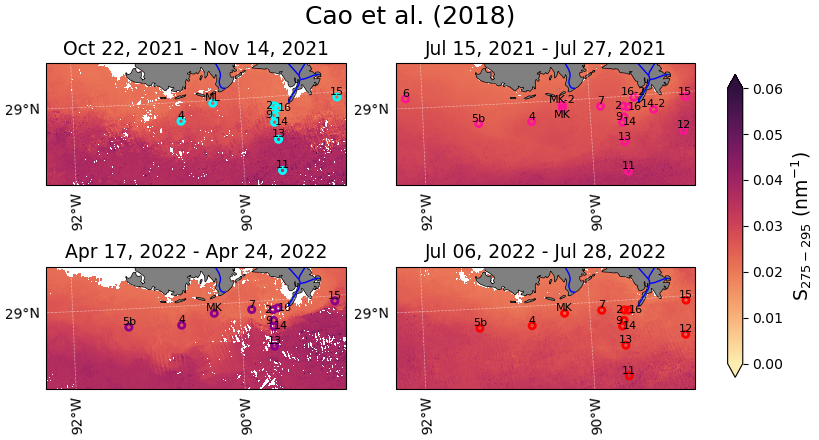 Cao et al. (2018)
Oct 22, 2021 - Nov 14, 2021
Jul 15, 2021 - Jul 27, 2021
29°N
M1
4
2
16
9
14
13
11
15
92°W
90°W
29°N
6
5b
4
MK-2
MK
7
16-2
2
16
14-2
9
14
13
11
15
12
92°W
90°W
Apr 17, 2022 - Apr 24, 2022
Jul 06, 2022 - Jul 28, 2022
29°N
5b
4
MK
7
2
16
9
14
13
15
92°W
90°W
29°N
5b
4
MK
7
2
16
9
14
13
11
15
12
92°W
90°W
0.06
0.05
0.04
0.03
0.02
0.01
0.00
S275−295 (nm−1)